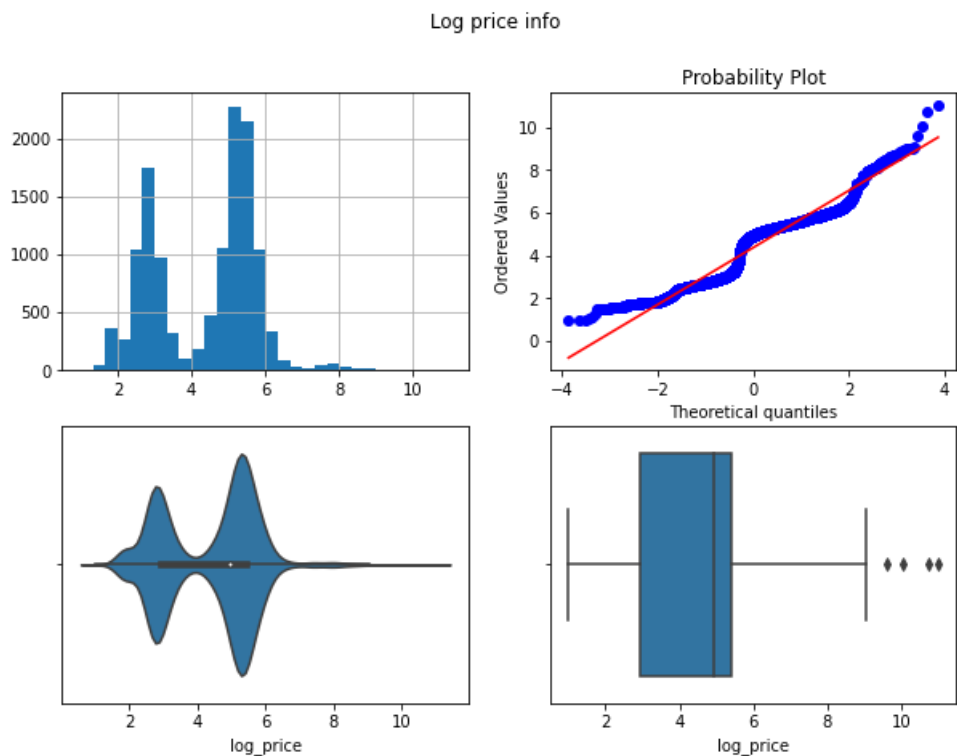 Log price info
Probability Plot
2000
1500
1000
500
0
2 4 6 8 10
Ordered Values
10
8
6
4
2
0
−4 −2 0 2 4
Theoretical quantiles
2 4 6 8 10
log_price
2 4 6 8 10
log_price